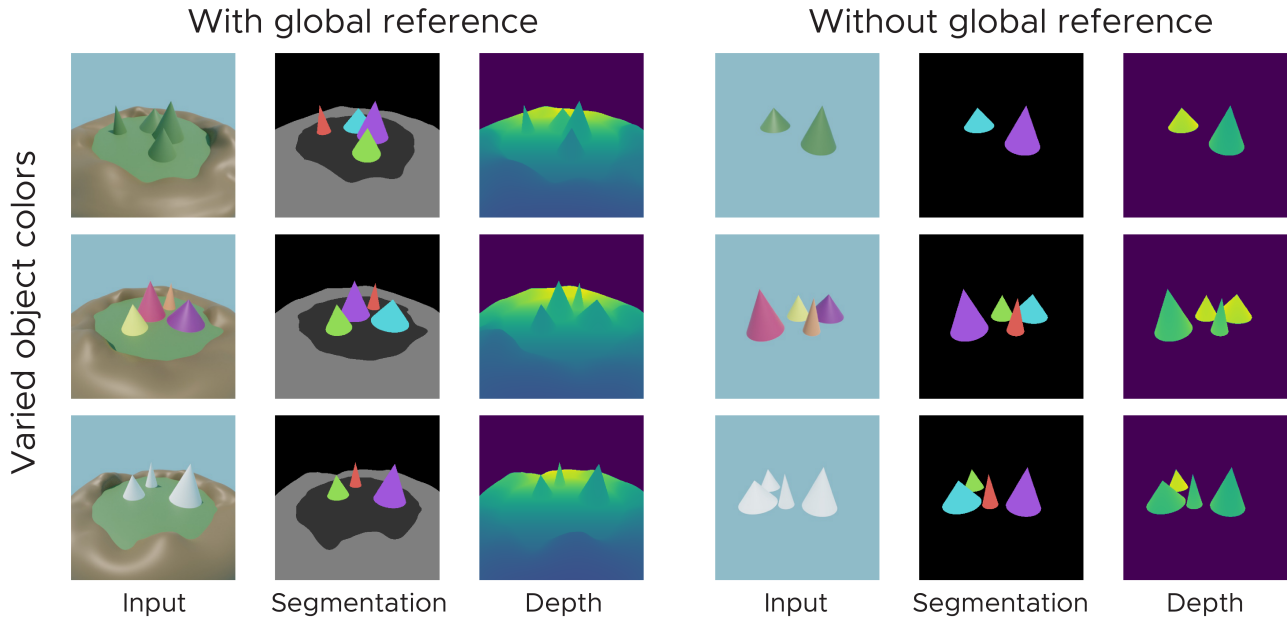 With global reference
Without global reference
Varied object colors
Input
Segmentation
Depth
Input
Segmentation
Depth